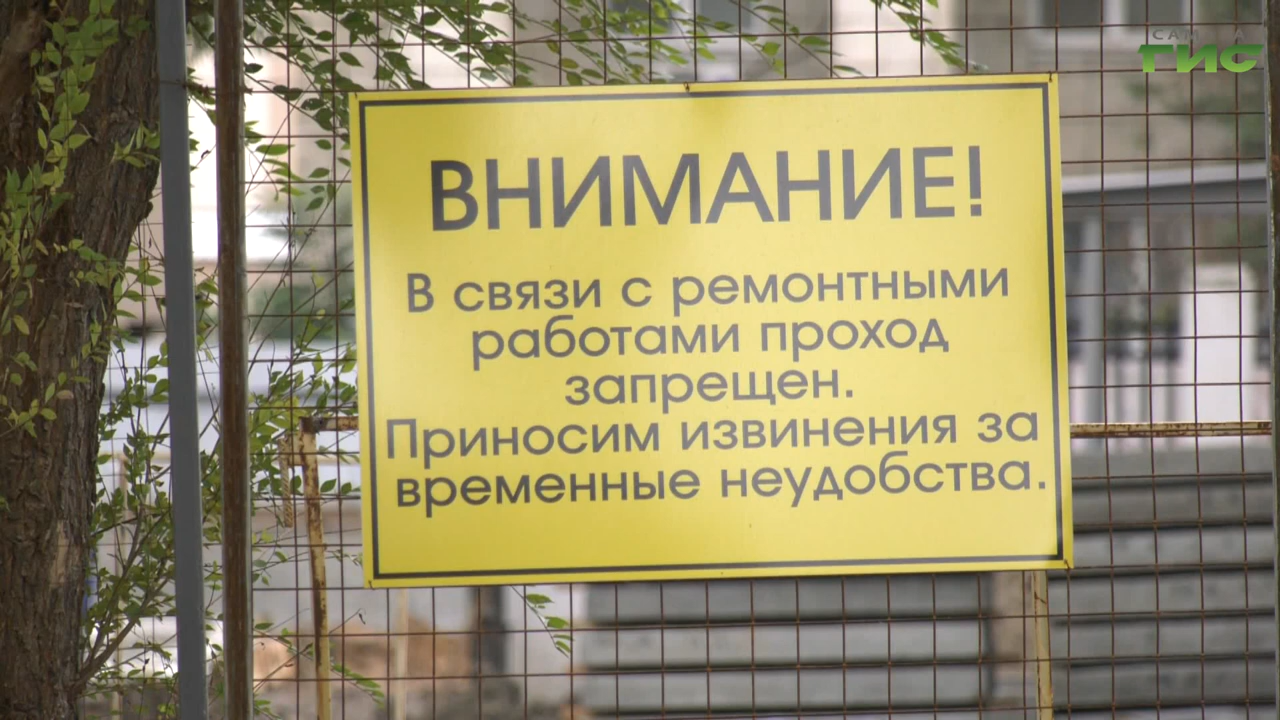 ГИС
ВНИМАНИЕ!
В связи с ремонтными
работами проход
запрещен.
Приносим извинения за
временные неудобства.